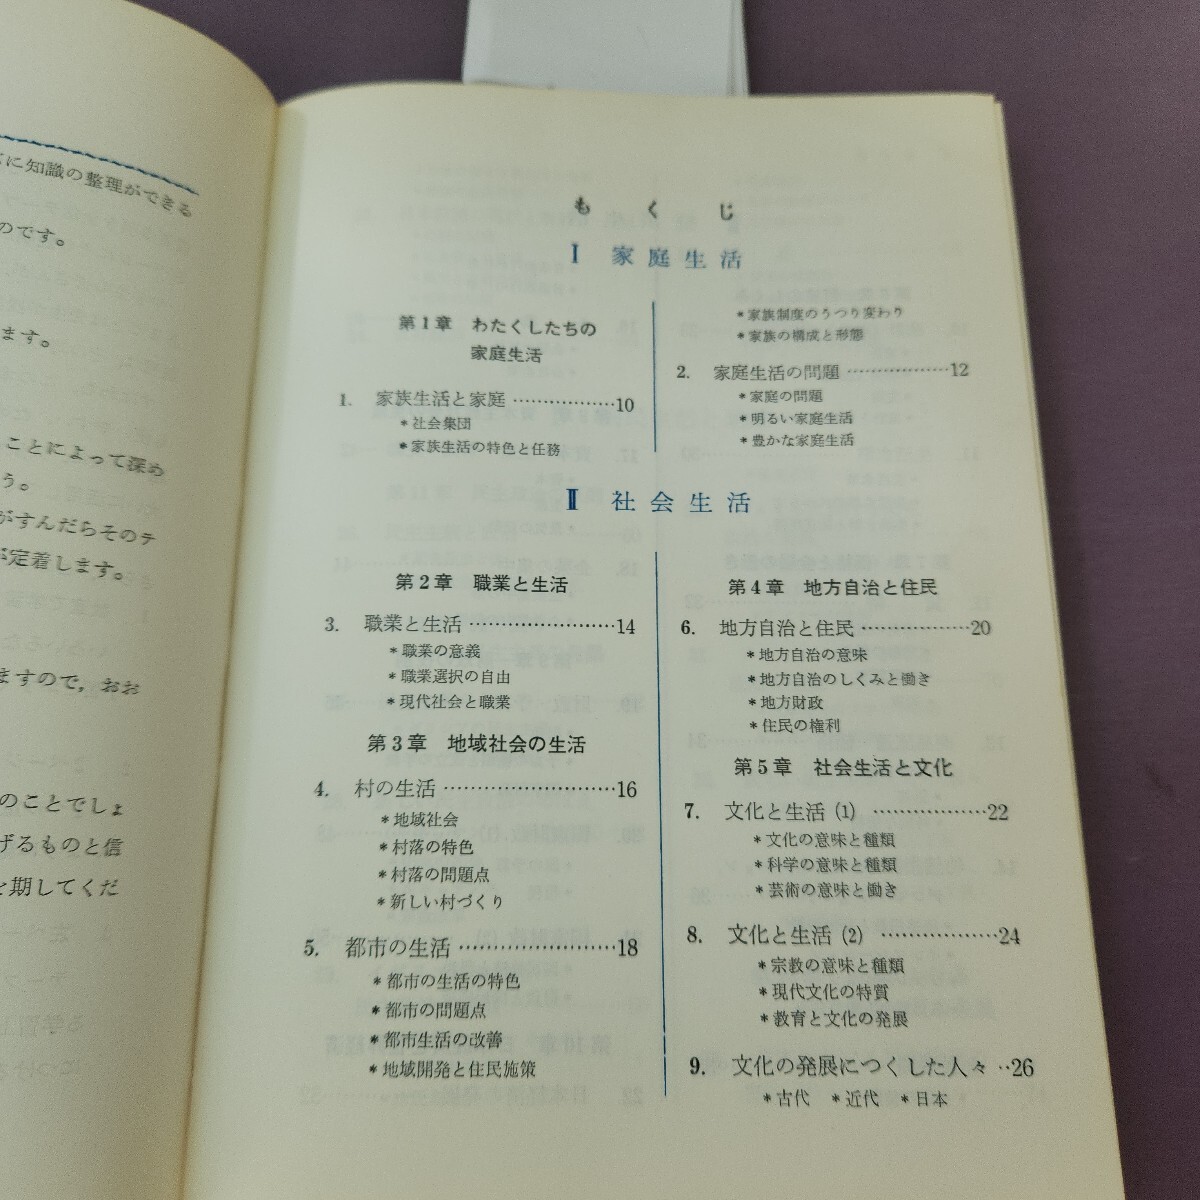 に知識の整理ができる
のです。
ます。
ことによって深め
う。
がすんだらそのテ
が定着します。
ますので，おお
のことでしょ
げるものと信
と期してくだ
もくじ
Ⅰ 家庭生活
第1章 わたくしたちの
家庭生活
1. 家族生活と家庭 ………………10
＊社会集団
＊家族生活の特色と任務
＊家族制度のうつり変わり
＊家族の構成と形態
2. 家庭生活の問題 ………………12
＊家庭の問題
＊明るい家庭生活
＊豊かな家庭生活
Ⅱ 社会生活
第2章 職業と生活
3. 職業と生活 ……………………14
＊職業の意義
＊職業選択の自由
＊現代社会と職業
第3章 地域社会の生活
4. 村の生活 ………………………16
＊地域社会
＊村落の特色
＊村落の問題点
＊新しい村づくり
5. 都市の生活 ……………………18
＊都市の生活の特色
＊都市の問題点
＊都市生活の改善
＊地域開発と住民施策
第4章 地方自治と住民
6. 地方自治と住民 ………………20
＊地方自治の意味
＊地方自治のしくみと働き
＊地方財政
＊住民の権利
第5章 社会生活と文化
7. 文化と生活 (1) ………………22
＊文化の意味と種類
＊科学の意味と種類
＊芸術の意味と働き
8. 文化と生活 (2) ………………24
＊宗教の意味と種類
＊現代文化の特質
＊教育と文化の発展
9. 文化の発展につくした人々 ‥26
＊古代 ＊近代 ＊日本